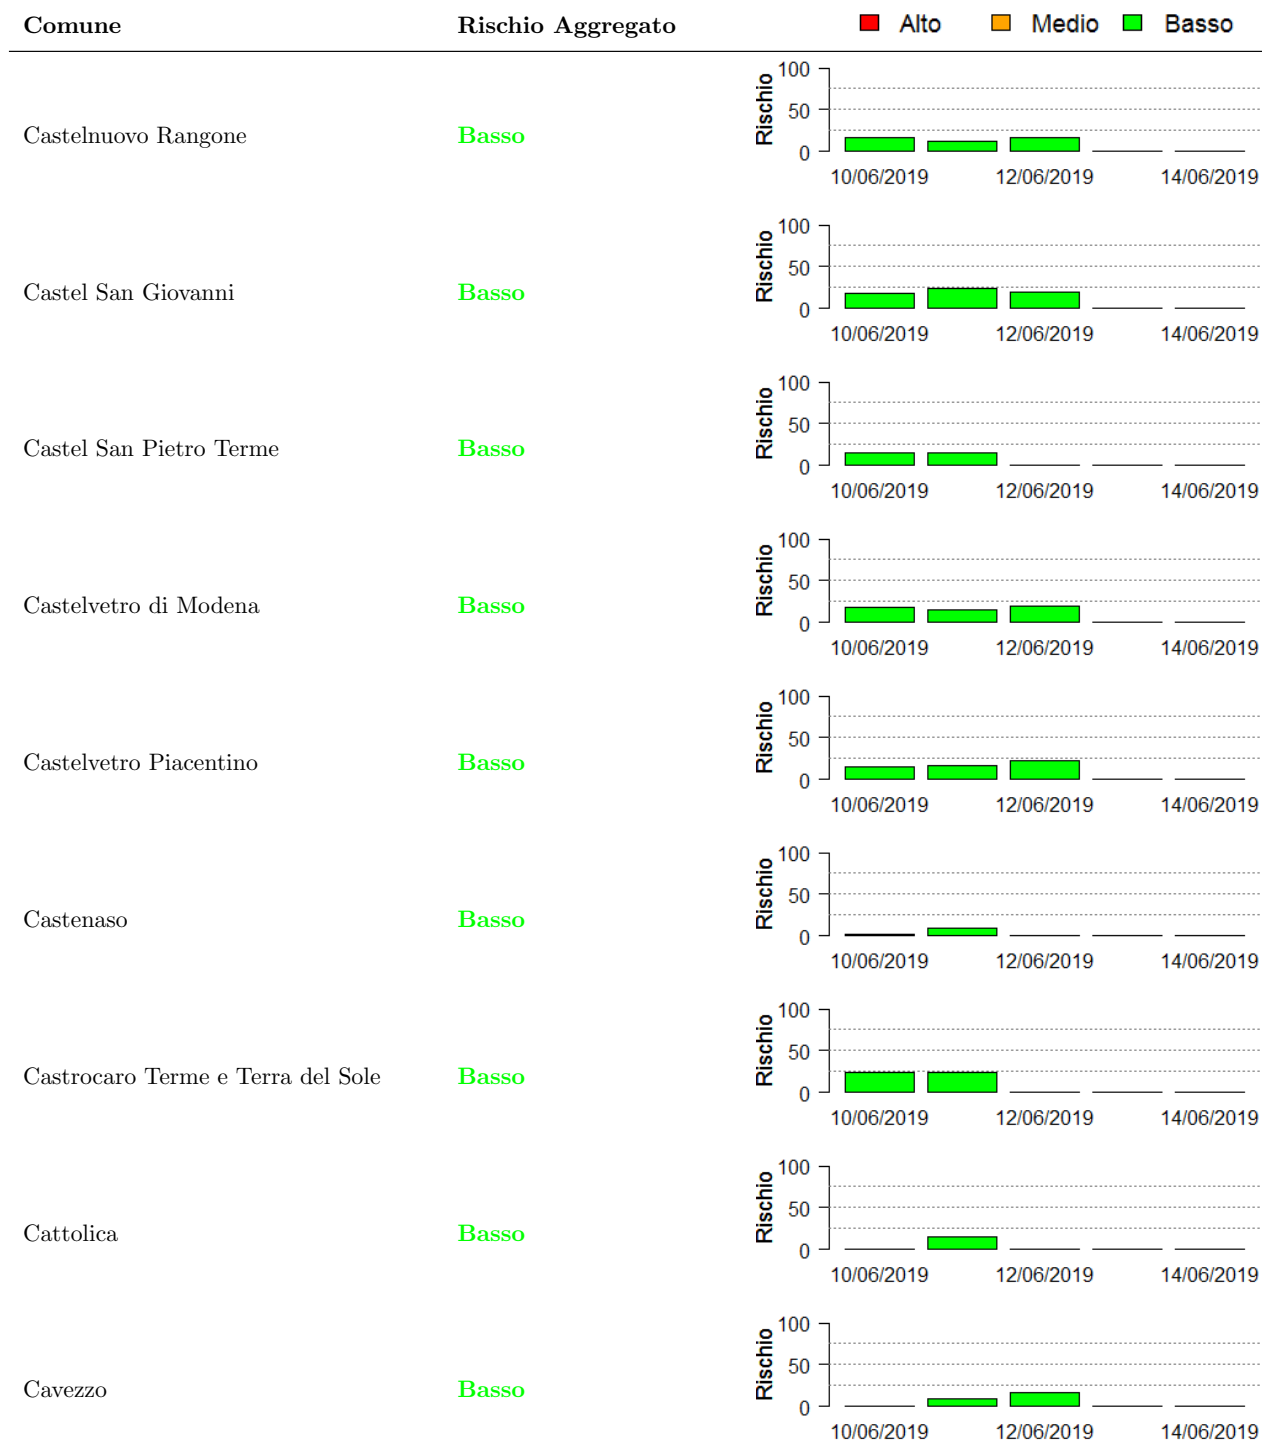 Comune Rischio Aggregato Alto Medio Basso
Castelnuovo Rangone Basso Rischio 100 50 0
10/06/2019 12/06/2019 14/06/2019
Castel San Giovanni Basso Rischio 100 50 0
10/06/2019 12/06/2019 14/06/2019
Castel San Pietro Terme Basso Rischio 100 50 0
10/06/2019 12/06/2019 14/06/2019
Castelvetro di Modena Basso Rischio 100 50 0
10/06/2019 12/06/2019 14/06/2019
Castelvetro Piacentino Basso Rischio 100 50 0
10/06/2019 12/06/2019 14/06/2019
Castenaso Basso Rischio 100 50 0
10/06/2019 12/06/2019 14/06/2019
Castrocaro Terme e Terra del Sole Basso Rischio 100 50 0
10/06/2019 12/06/2019 14/06/2019
Cattolica Basso Rischio 100 50 0
10/06/2019 12/06/2019 14/06/2019
Cavezzo Basso Rischio 100 50 0
10/06/2019 12/06/2019 14/06/2019